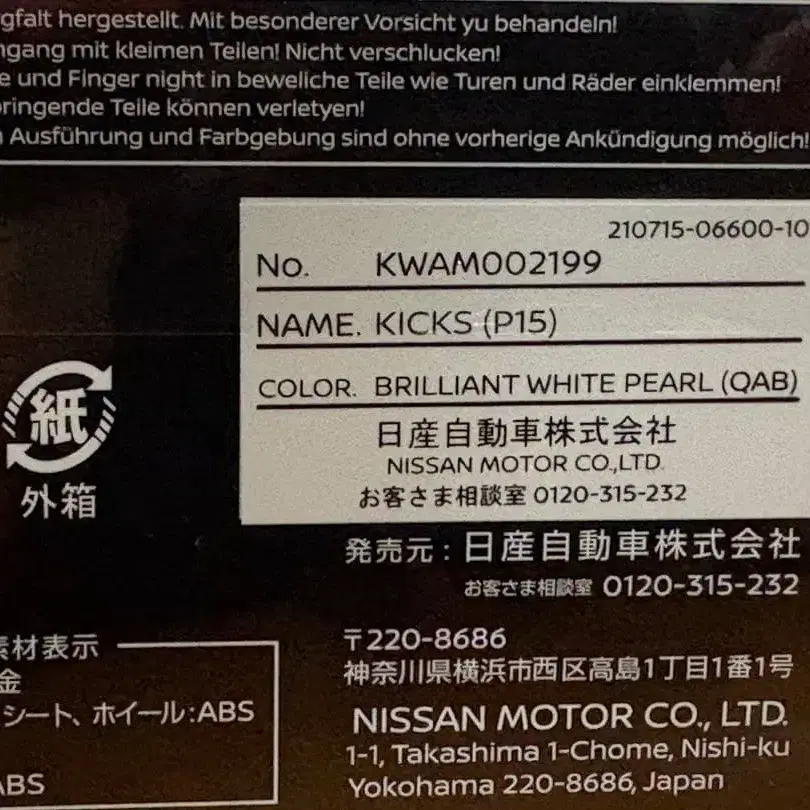 gfalt hergestellt. Mit besonderer Vorsicht yu behandeln!
ngang mit kleimen Teilen! Nicht verschlucken!
e und Finger night in beweliche Teile wie Turen und Räder einklemmen!
pringende Teile können verletyen!
n Ausführung und Farbgebung sind ohne vorherige Ankündigung möglich!
210715-06600-10
No. KWAM002199
NAME. KICKS (P15)
COLOR. BRILLIANT WHITE PEARL (QAB)
日産自動車株式会社
NISSAN MOTOR CO.,LTD.
お客さま相談室 0120-315-232
紙
外箱
発売元:日産自動車株式会社
お客さま相談室 0120-315-232
〒220-8686
神奈川県横浜市西区高島1丁目1番1号
NISSAN MOTOR CO., LTD.
1-1, Takashima 1-Chome, Nishi-ku
Yokohama 220-8686, Japan
素材表示
金
シート、ホイール:ABS
ABS